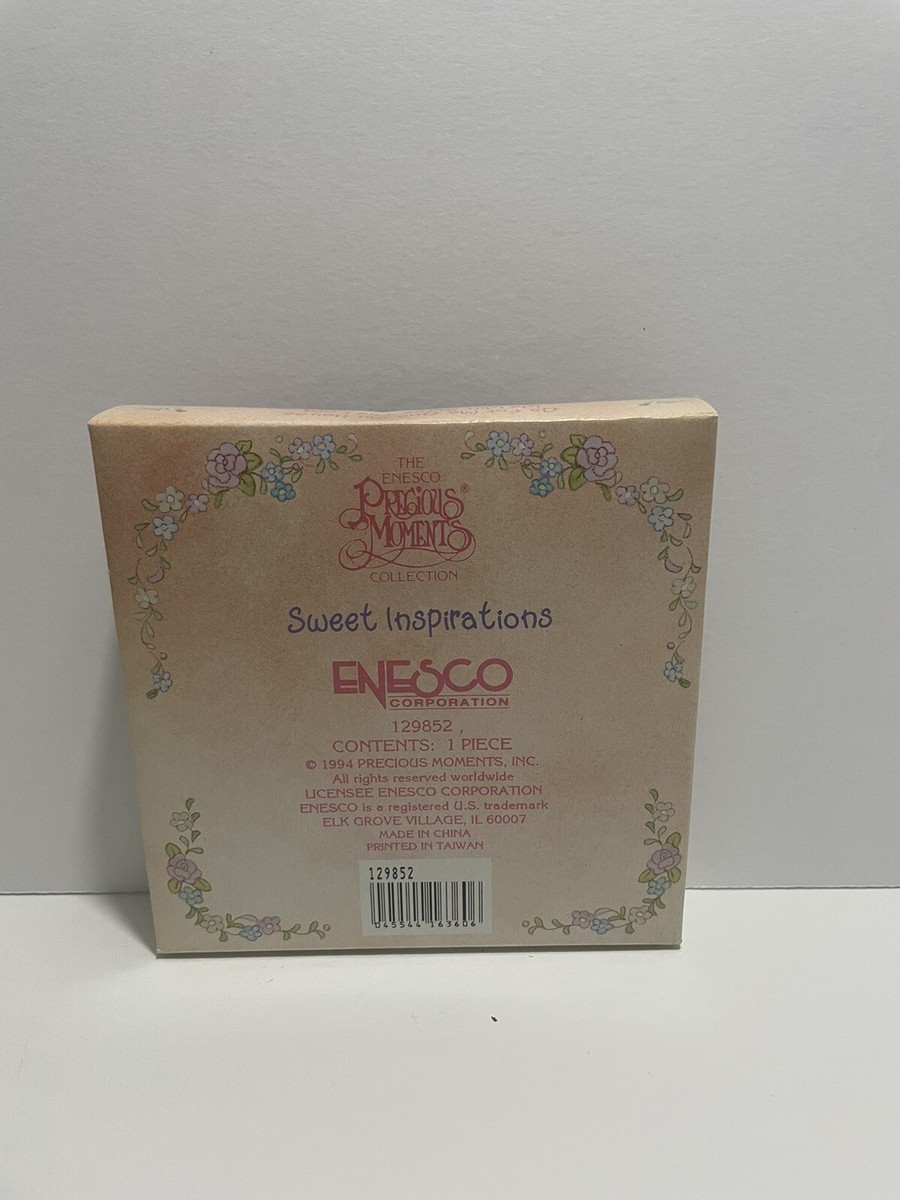 THE
ENESCO
PRECIOUS®
MOMENTS
COLLECTION
Sweet Inspirations
ENESCO
CORPORATION
129852
CONTENTS: 1 PIECE
© 1994 PRECIOUS MOMENTS, INC.
All rights reserved worldwide
LICENSEE ENESCO CORPORATION
ENESCO is a registered U.S. trademark
ELK GROVE VILLAGE, IL 60007
MADE IN CHINA
PRINTED IN TAIWAN
129852
045544 163606